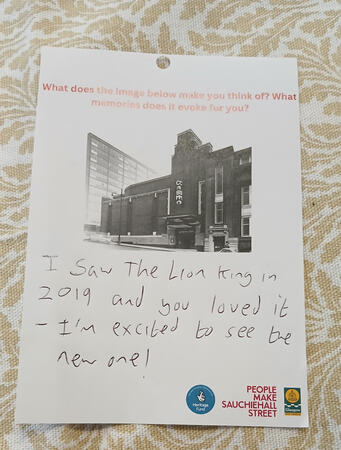 What does the image below make you think of? What
memories does it evoke for you?
I Saw The Lion King in
2019 and you loved it
- I'm excited to see the
new one!
Heritage
Fund
PEOPLE
MAKE
SAUCHIEHALL
STREET